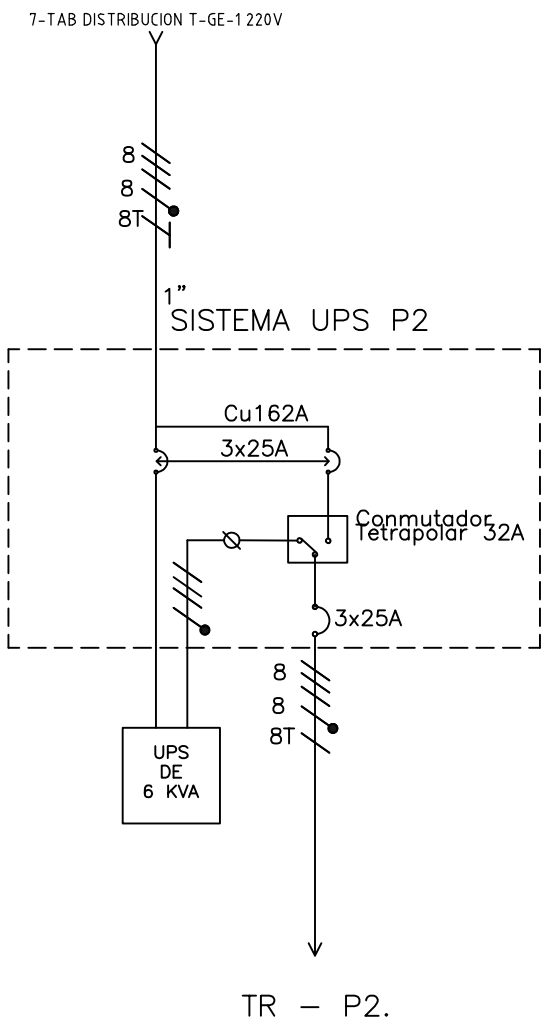 7-TAB DISTRIBUCION T-GE-1 220V
8
8
8T
1"
SISTEMA UPS P2
Cu162A
3x25A
Conmutador
Tetrapolar 32A
3x25A
8
8
8T
UPS
DE
6 KVA
TR - P2.